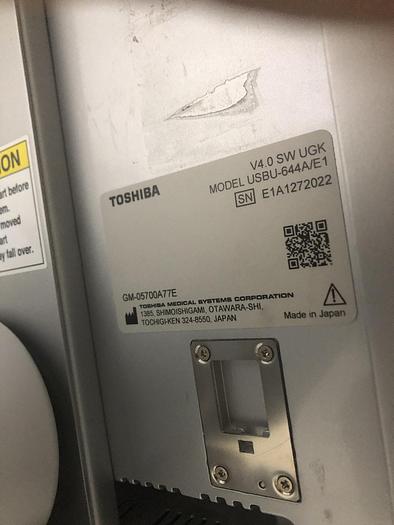 TOSHIBA
V4.0 SW UGK
MODEL USBU-644A/E1
SN E1A1272022
GM-05700A77E
TOSHIBA MEDICAL SYSTEMS CORPORATION
1385, SHIMOISHIGAMI, OTAWARA-SHI,
TOCHIGI-KEN 324-8550, JAPAN
Made in Japan
ON
art before
em.
moved
art
y fall over.